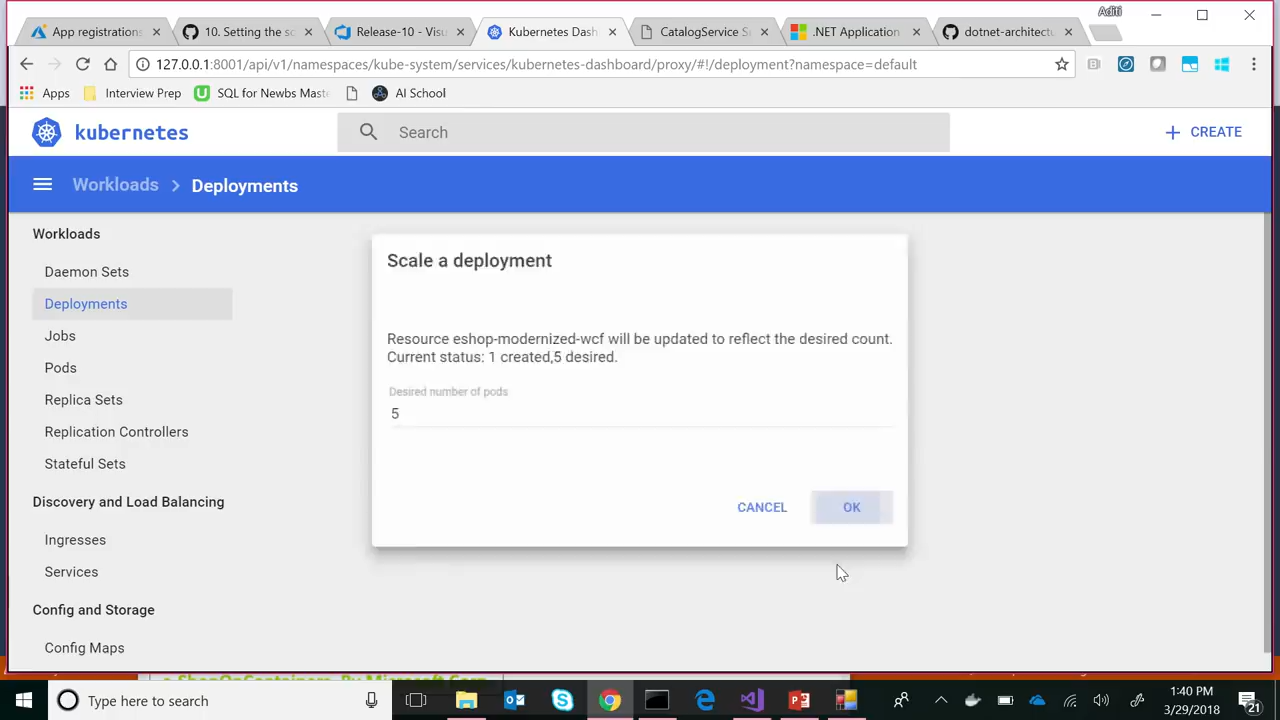 Aditi
App registrations
10. Setting the sc
Release-10 - Visu
Kubernetes Dash
CatalogService S
.NET Application
dotnet-architectu
127.0.0.1:8001/api/v1/namespaces/kube-system/services/kubernetes-dashboard/proxy/#!/deployment?namespace=default
Apps
Interview Prep
SQL for Newbs Maste
AI School
kubernetes
Search
CREATE
Workloads
Deployments
Workloads
Daemon Sets
Deployments
Jobs
Pods
Replica Sets
Replication Controllers
Stateful Sets
Discovery and Load Balancing
Ingresses
Services
Config and Storage
Config Maps
Scale a deployment
Resource eshop-modernized-wcf will be updated to reflect the desired count.
Current status: 1 created,5 desired.
Desired number of pods
5
CANCEL
OK
Type here to search
1:40 PM
3/29/2018
21